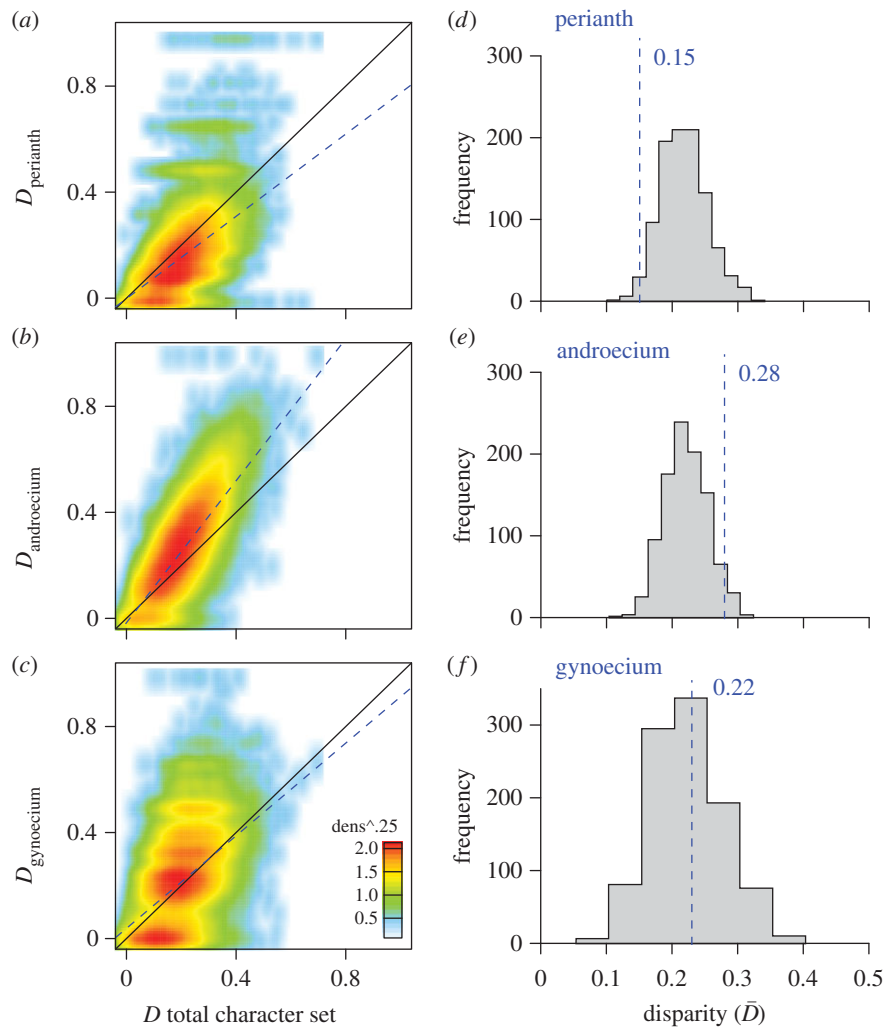 (a)
0.8
0.4
0
D perianth
(b)
0.8
0.4
0
D androecium
(c)
0.8
0.4
0
D gynoecium
dens^.25
2.0
1.5
1.0
0.5
0 0.4 0.8
D total character set
(d) perianth
0.15
300
200
100
0
frequency
(e) androecium
0.28
300
200
100
0
frequency
(f) gynoecium
0.22
300
200
100
0
frequency
0 0.1 0.2 0.3 0.4 0.5
disparity (D̄)